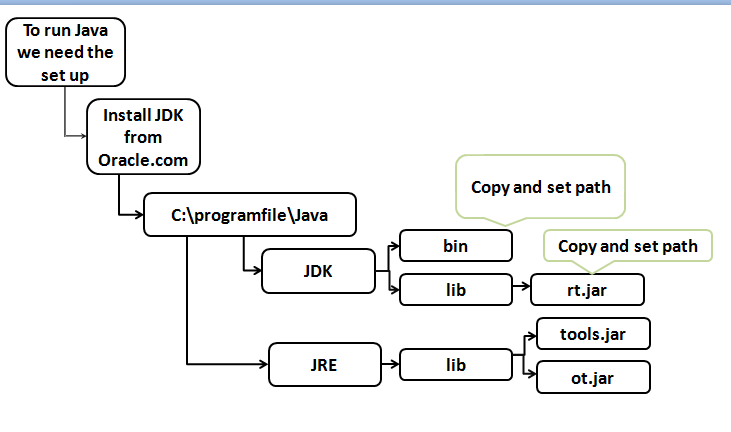 To run Java
we need the
set up
Install JDK
from
Oracle.com
C:\programfile\Java
Copy and set path
bin
Copy and set path
JDK
lib
rt.jar
tools.jar
JRE
lib
ot.jar